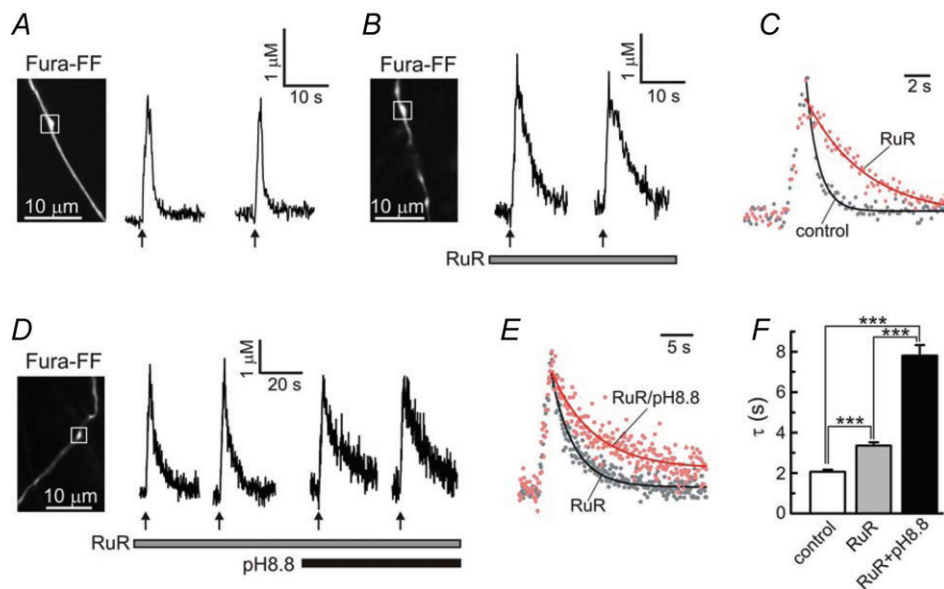 A
Fura-FF
10 μm
1 μM
10 s
B
Fura-FF
10 μm
1 μM
10 s
RuR
C
2 s
RuR
control
D
Fura-FF
10 μm
1 μM
20 s
RuR
pH8.8
E
5 s
RuR/pH8.8
RuR
F
***
***
***
τ (s)
8
6
4
2
0
control
RuR
RuR+pH8.8